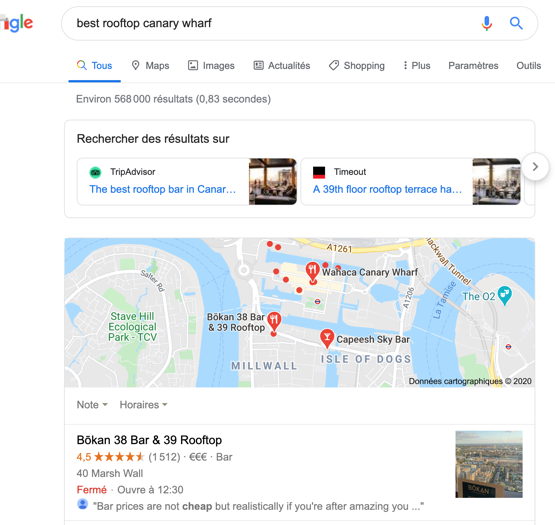 gle
best rooftop canary wharf
Tous
Maps
Images
Actualités
Shopping
Plus
Paramètres
Outils
Environ 568 000 résultats (0,83 secondes)
Rechercher des résultats sur
TripAdvisor
The best rooftop bar in Canar...
Timeout
A 39th floor rooftop terrace ha...
A1261
Blackwall Tunnel
Salter Rd
Wahaca Canary Wharf
A1206
La Tamise
The O2
Stave Hill
Ecological
Park - TCV
Bōkan 38 Bar
& 39 Rooftop
Capeesh Sky Bar
ISLE OF DOGS
MILLWALL
Données cartographiques © 2020
Note
Horaires
Bōkan 38 Bar & 39 Rooftop
4,5 (1 512) · €€€ · Bar
40 Marsh Wall
Fermé · Ouvre à 12:30
"Bar prices are not cheap but realistically if you're after amazing you ..."
BŌKAN